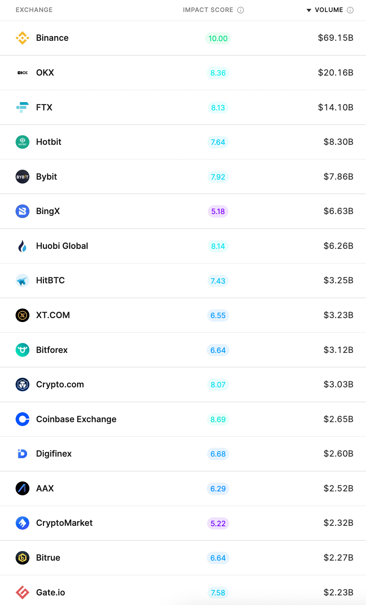 EXCHANGE IMPACT SCORE VOLUME
Binance 10.00 $69.15B
OKX 8.36 $20.16B
FTX 8.13 $14.10B
Hotbit 7.64 $8.30B
Bybit 7.92 $7.86B
BingX 5.18 $6.63B
Huobi Global 8.14 $6.26B
HitBTC 7.43 $3.25B
XT.COM 6.55 $3.23B
Bitforex 6.64 $3.12B
Crypto.com 8.07 $3.03B
Coinbase Exchange 8.69 $2.65B
Digifinex 6.68 $2.60B
AAX 6.29 $2.52B
CryptoMarket 5.22 $2.32B
Bitrue 6.64 $2.27B
Gate.io 7.58 $2.23B